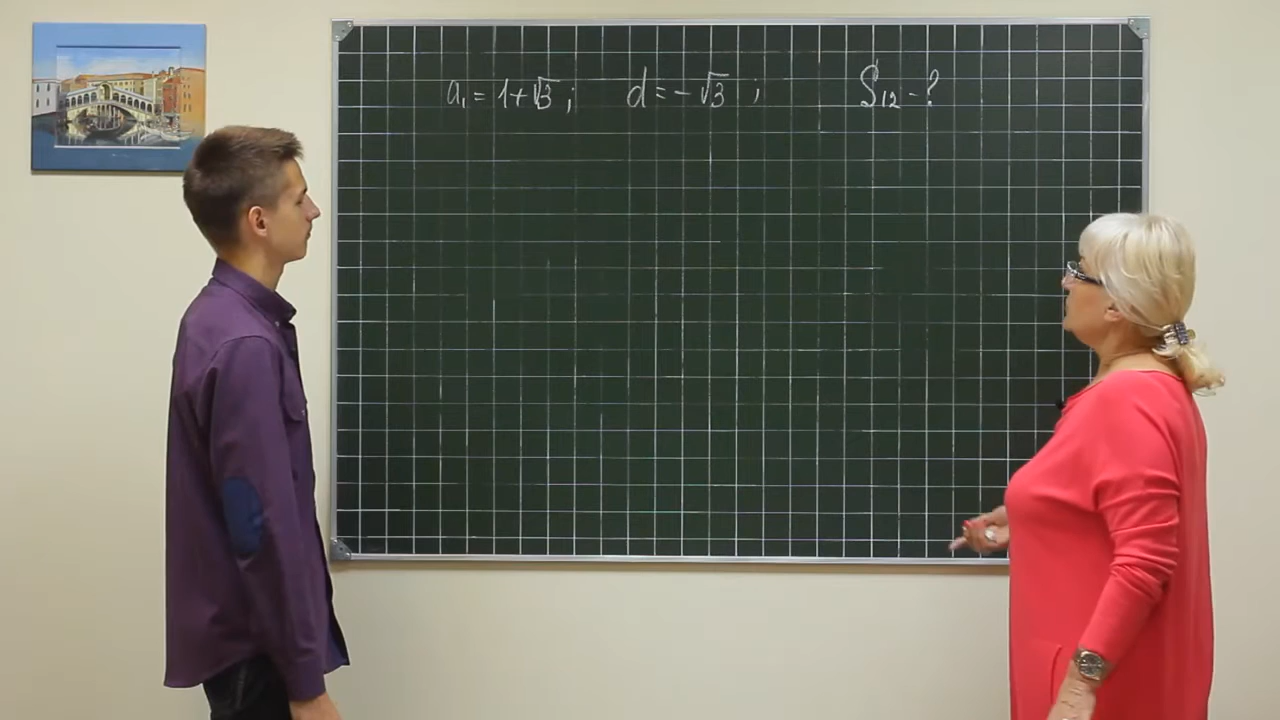 a₁ = 1+√3 ; d = -√3 ; S₁₂ - ?